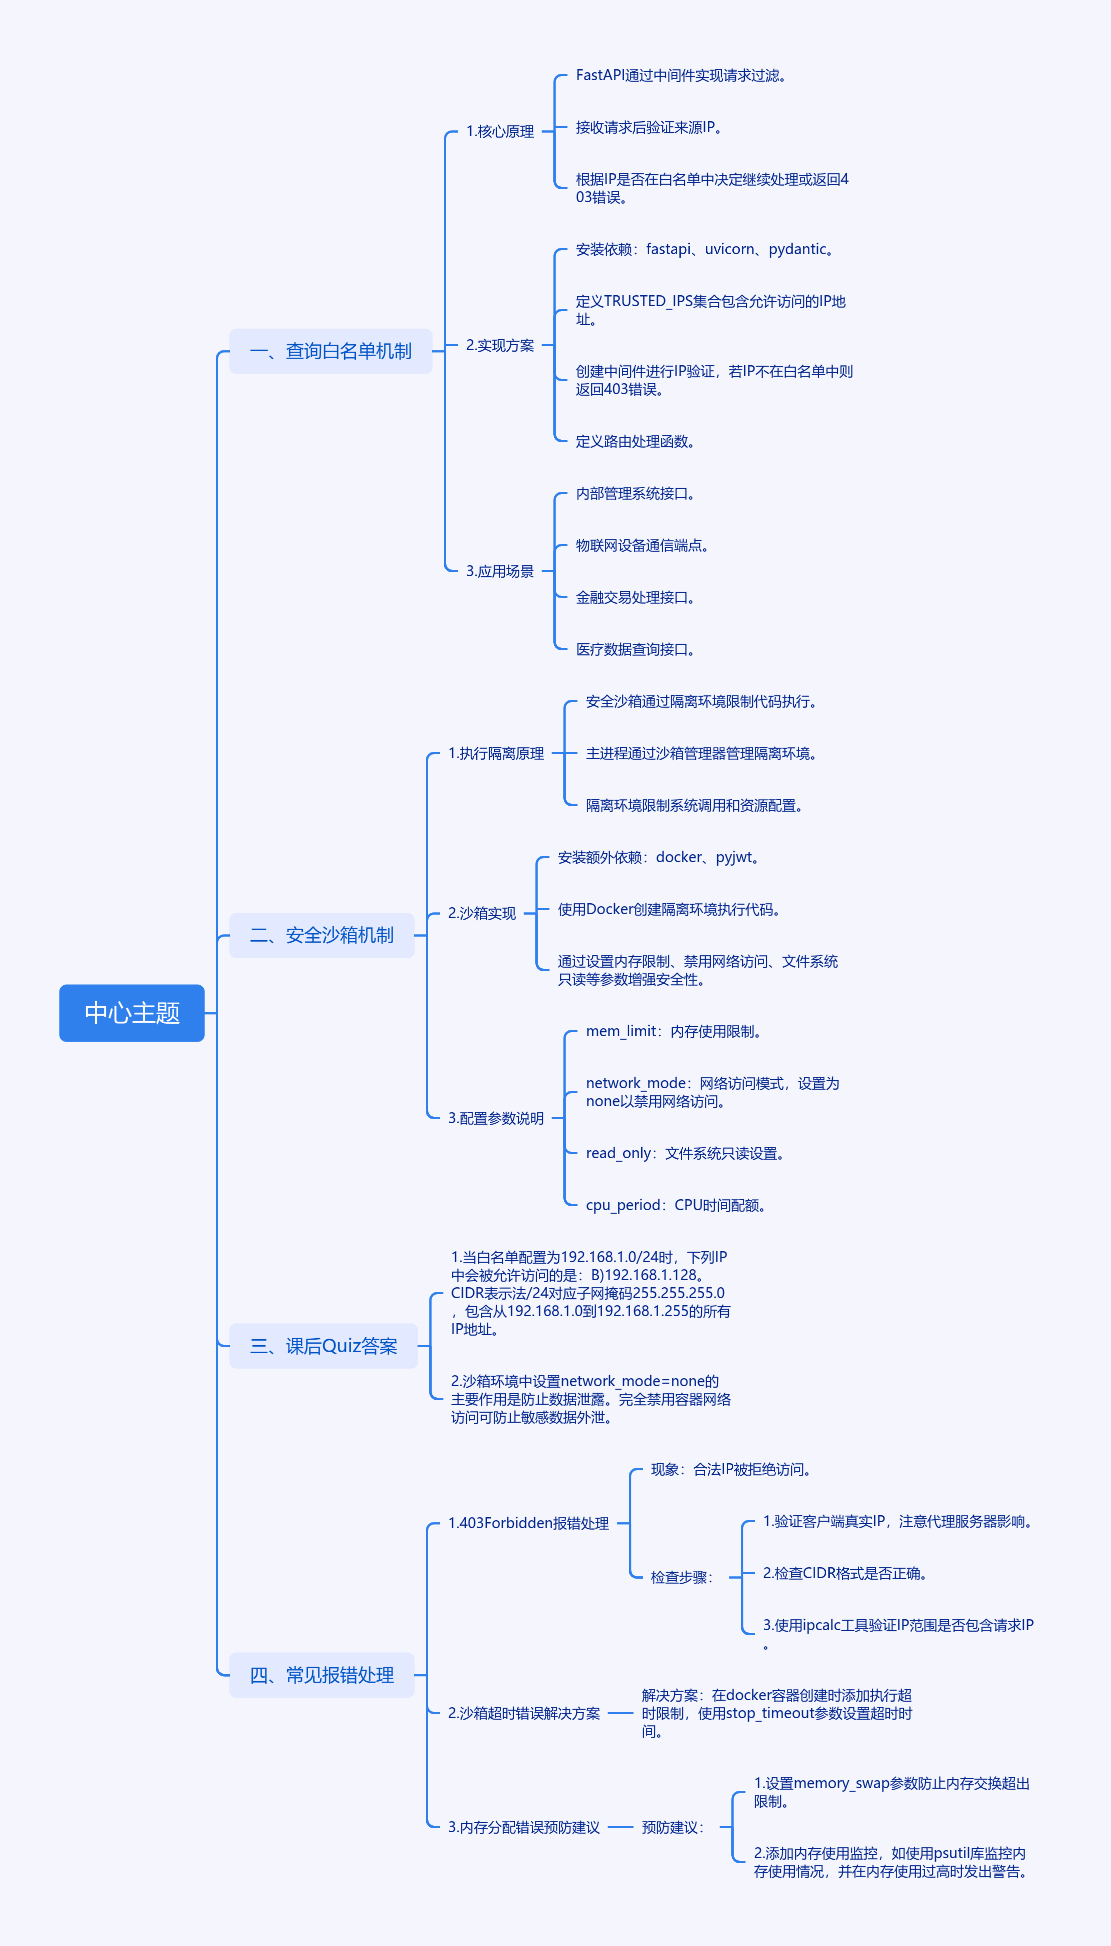 中心主题
一、查询白名单机制
1.核心原理
FastAPI通过中间件实现请求过滤。
接收请求后验证来源IP。
根据IP是否在白名单中决定继续处理或返回4
03错误。
2.实现方案
安装依赖：fastapi、uvicorn、pydantic。
定义TRUSTED_IPS集合包含允许访问的IP地
址。
创建中间件进行IP验证，若IP不在白名单中则
返回403错误。
定义路由处理函数。
3.应用场景
内部管理系统接口。
物联网设备通信端点。
金融交易处理接口。
医疗数据查询接口。
二、安全沙箱机制
1.执行隔离原理
安全沙箱通过隔离环境限制代码执行。
主进程通过沙箱管理器管理隔离环境。
隔离环境限制系统调用和资源配置。
2.沙箱实现
安装额外依赖：docker、pyjwt。
使用Docker创建隔离环境执行代码。
通过设置内存限制、禁用网络访问、文件系统
只读等参数增强安全性。
3.配置参数说明
mem_limit：内存使用限制。
network_mode：网络访问模式，设置为
none以禁用网络访问。
read_only：文件系统只读设置。
cpu_period：CPU时间配额。
三、课后Quiz答案
1.当白名单配置为192.168.1.0/24时，下列IP
中会被允许访问的是：B)192.168.1.128。
CIDR表示法/24对应子网掩码255.255.255.0
，包含从192.168.1.0到192.168.1.255的所有
IP地址。
2.沙箱环境中设置network_mode=none的
主要作用是防止数据泄露。完全禁用容器网络
访问可防止敏感数据外泄。
四、常见报错处理
1.403Forbidden报错处理
现象：合法IP被拒绝访问。
检查步骤：
1.验证客户端真实IP，注意代理服务器影响。
2.检查CIDR格式是否正确。
3.使用ipcalc工具验证IP范围是否包含请求IP
。
2.沙箱超时错误解决方案
解决方案：在docker容器创建时添加执行超
时限制，使用stop_timeout参数设置超时时
间。
3.内存分配错误预防建议
预防建议：
1.设置memory_swap参数防止内存交换超出
限制。
2.添加内存使用监控，如使用psutil库监控内
存使用情况，并在内存使用过高时发出警告。